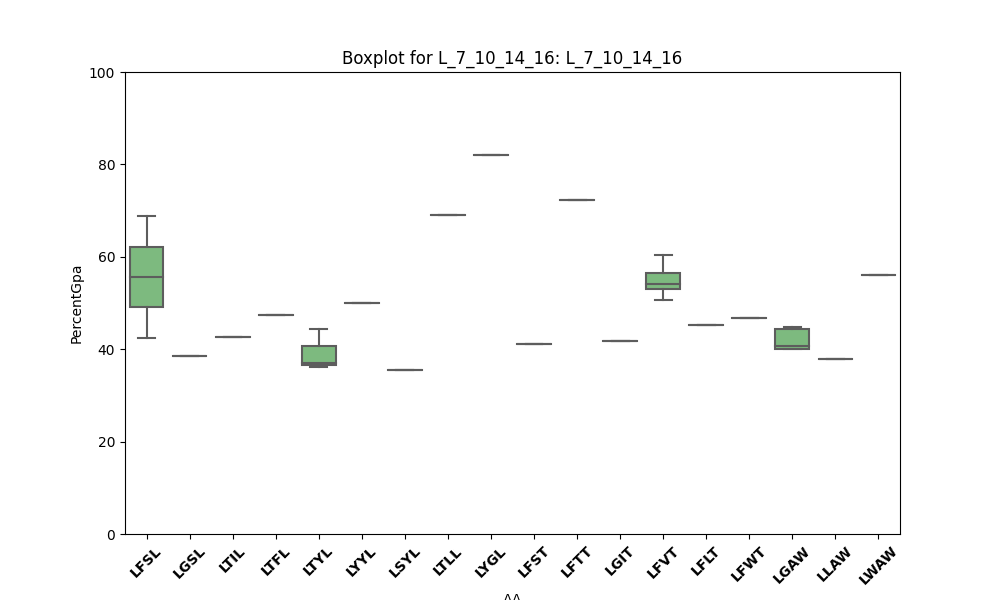 Boxplot for L_7_10_14_16: L_7_10_14_16
PercentGpa
100
80
60
40
20
0
LFSL
LGSL
LTIL
LTFL
LTYL
LYYL
LSYL
LTLL
LYGL
LFST
LFTT
LGIT
LFVT
LFLT
LFWT
LGAW
LLAW
LWAW